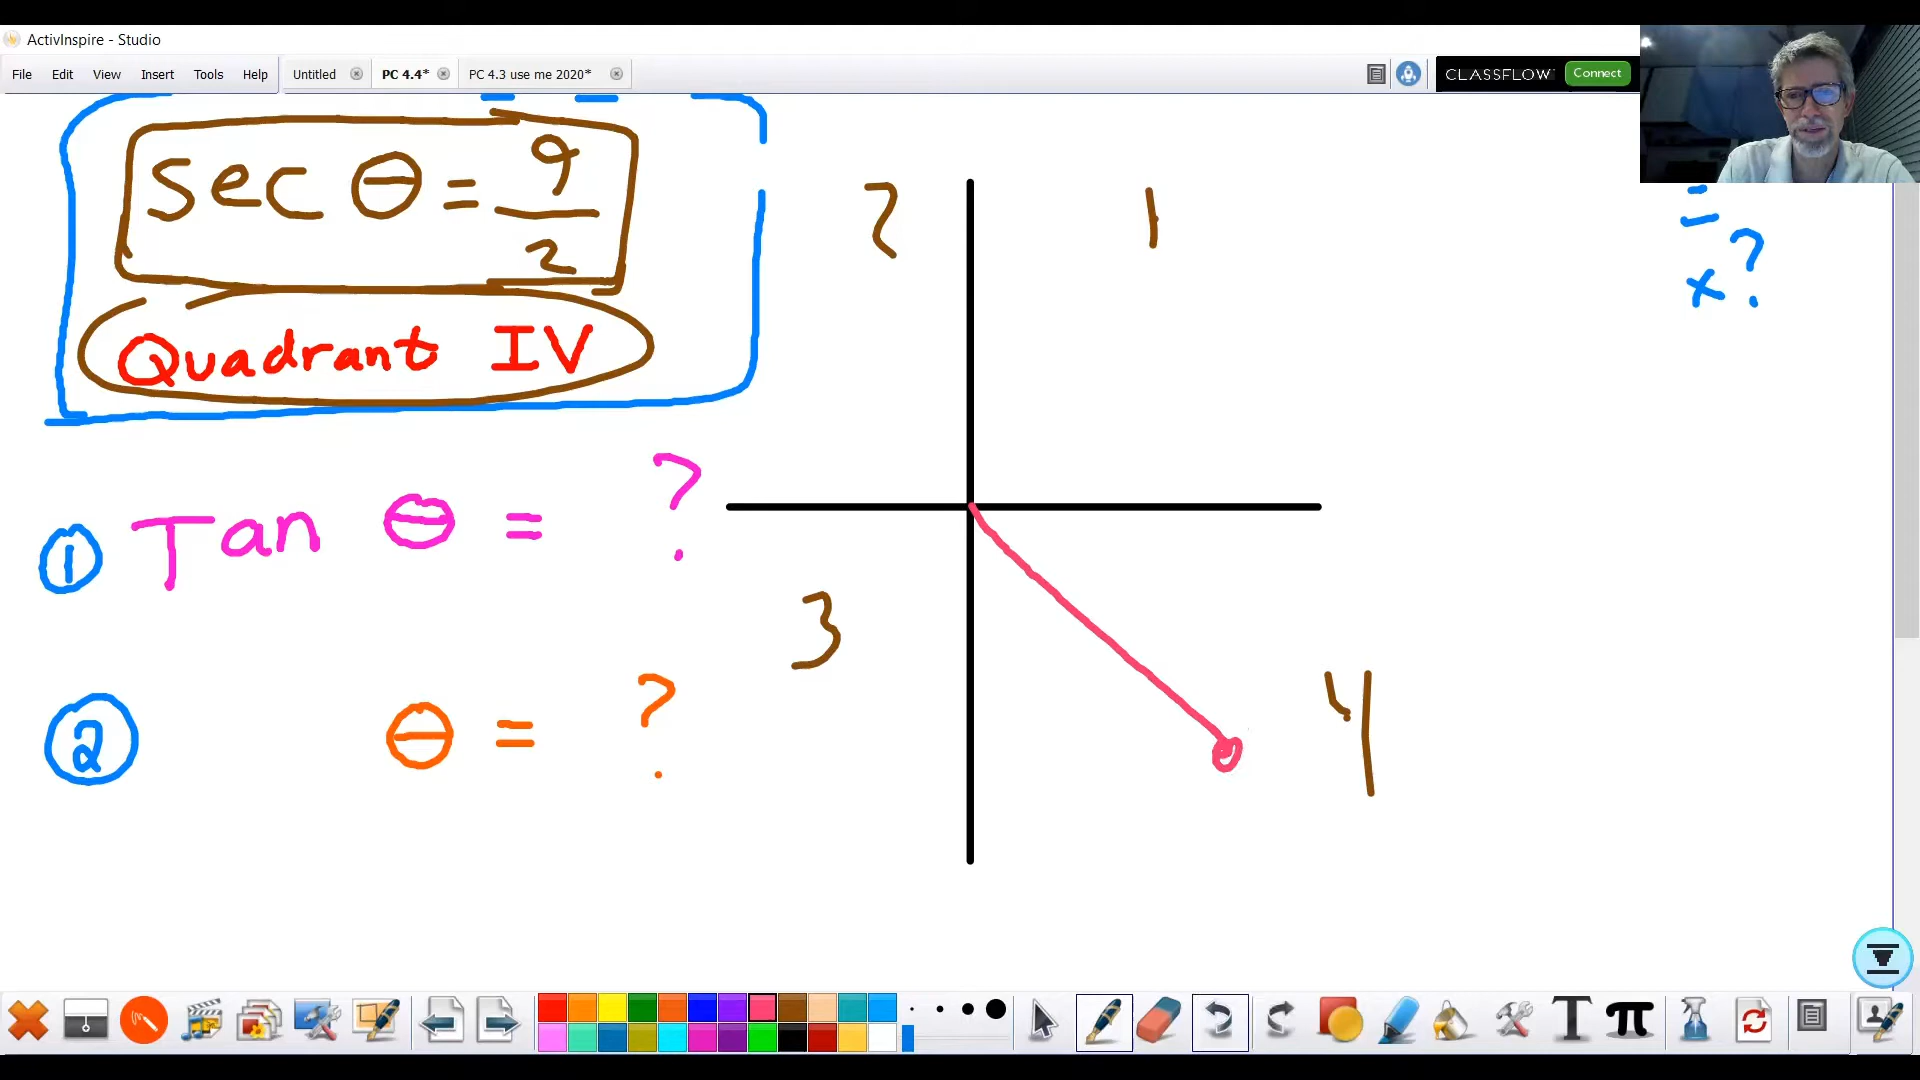 ActivInspire - Studio
File Edit View Insert Tools Help
Untitled PC 4.4* PC 4.3 use me 2020*
CLASSFLOW Connect
sec θ = 9/2
Quadrant IV
2 1
=
x ?
① Tan θ = ?
3 4
② θ = ?
T π